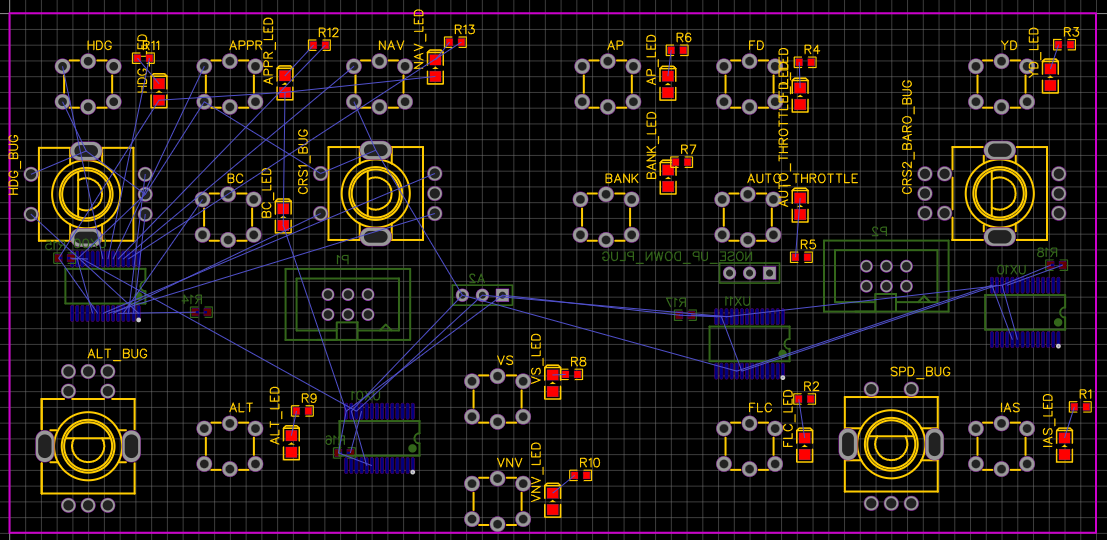 HDG
HDG_LED
R11
APPR
APPR_LED
R12
NAV
NAV_LED
R13
AP
AP_LED
R6
FD
R4
YD
YD_LED
R3
HDG_BUG
BC
BC_LED
CRS1_BUG
BANK
BANK_LED
R7
AUTO_THROTTLE
R5
CRS2_BARO_BUG
R15
R14
P1
A2
NOSE_UP_DOWN_PLUG
R17
UX11
P2
UX10
R18
ALT_BUG
ALT
ALT_LED
R9
R16
VS
VS_LED
R8
VNV
VNV_LED
R10
FLC
FLC_LED
R2
SPD_BUG
IAS
IAS_LED
R1